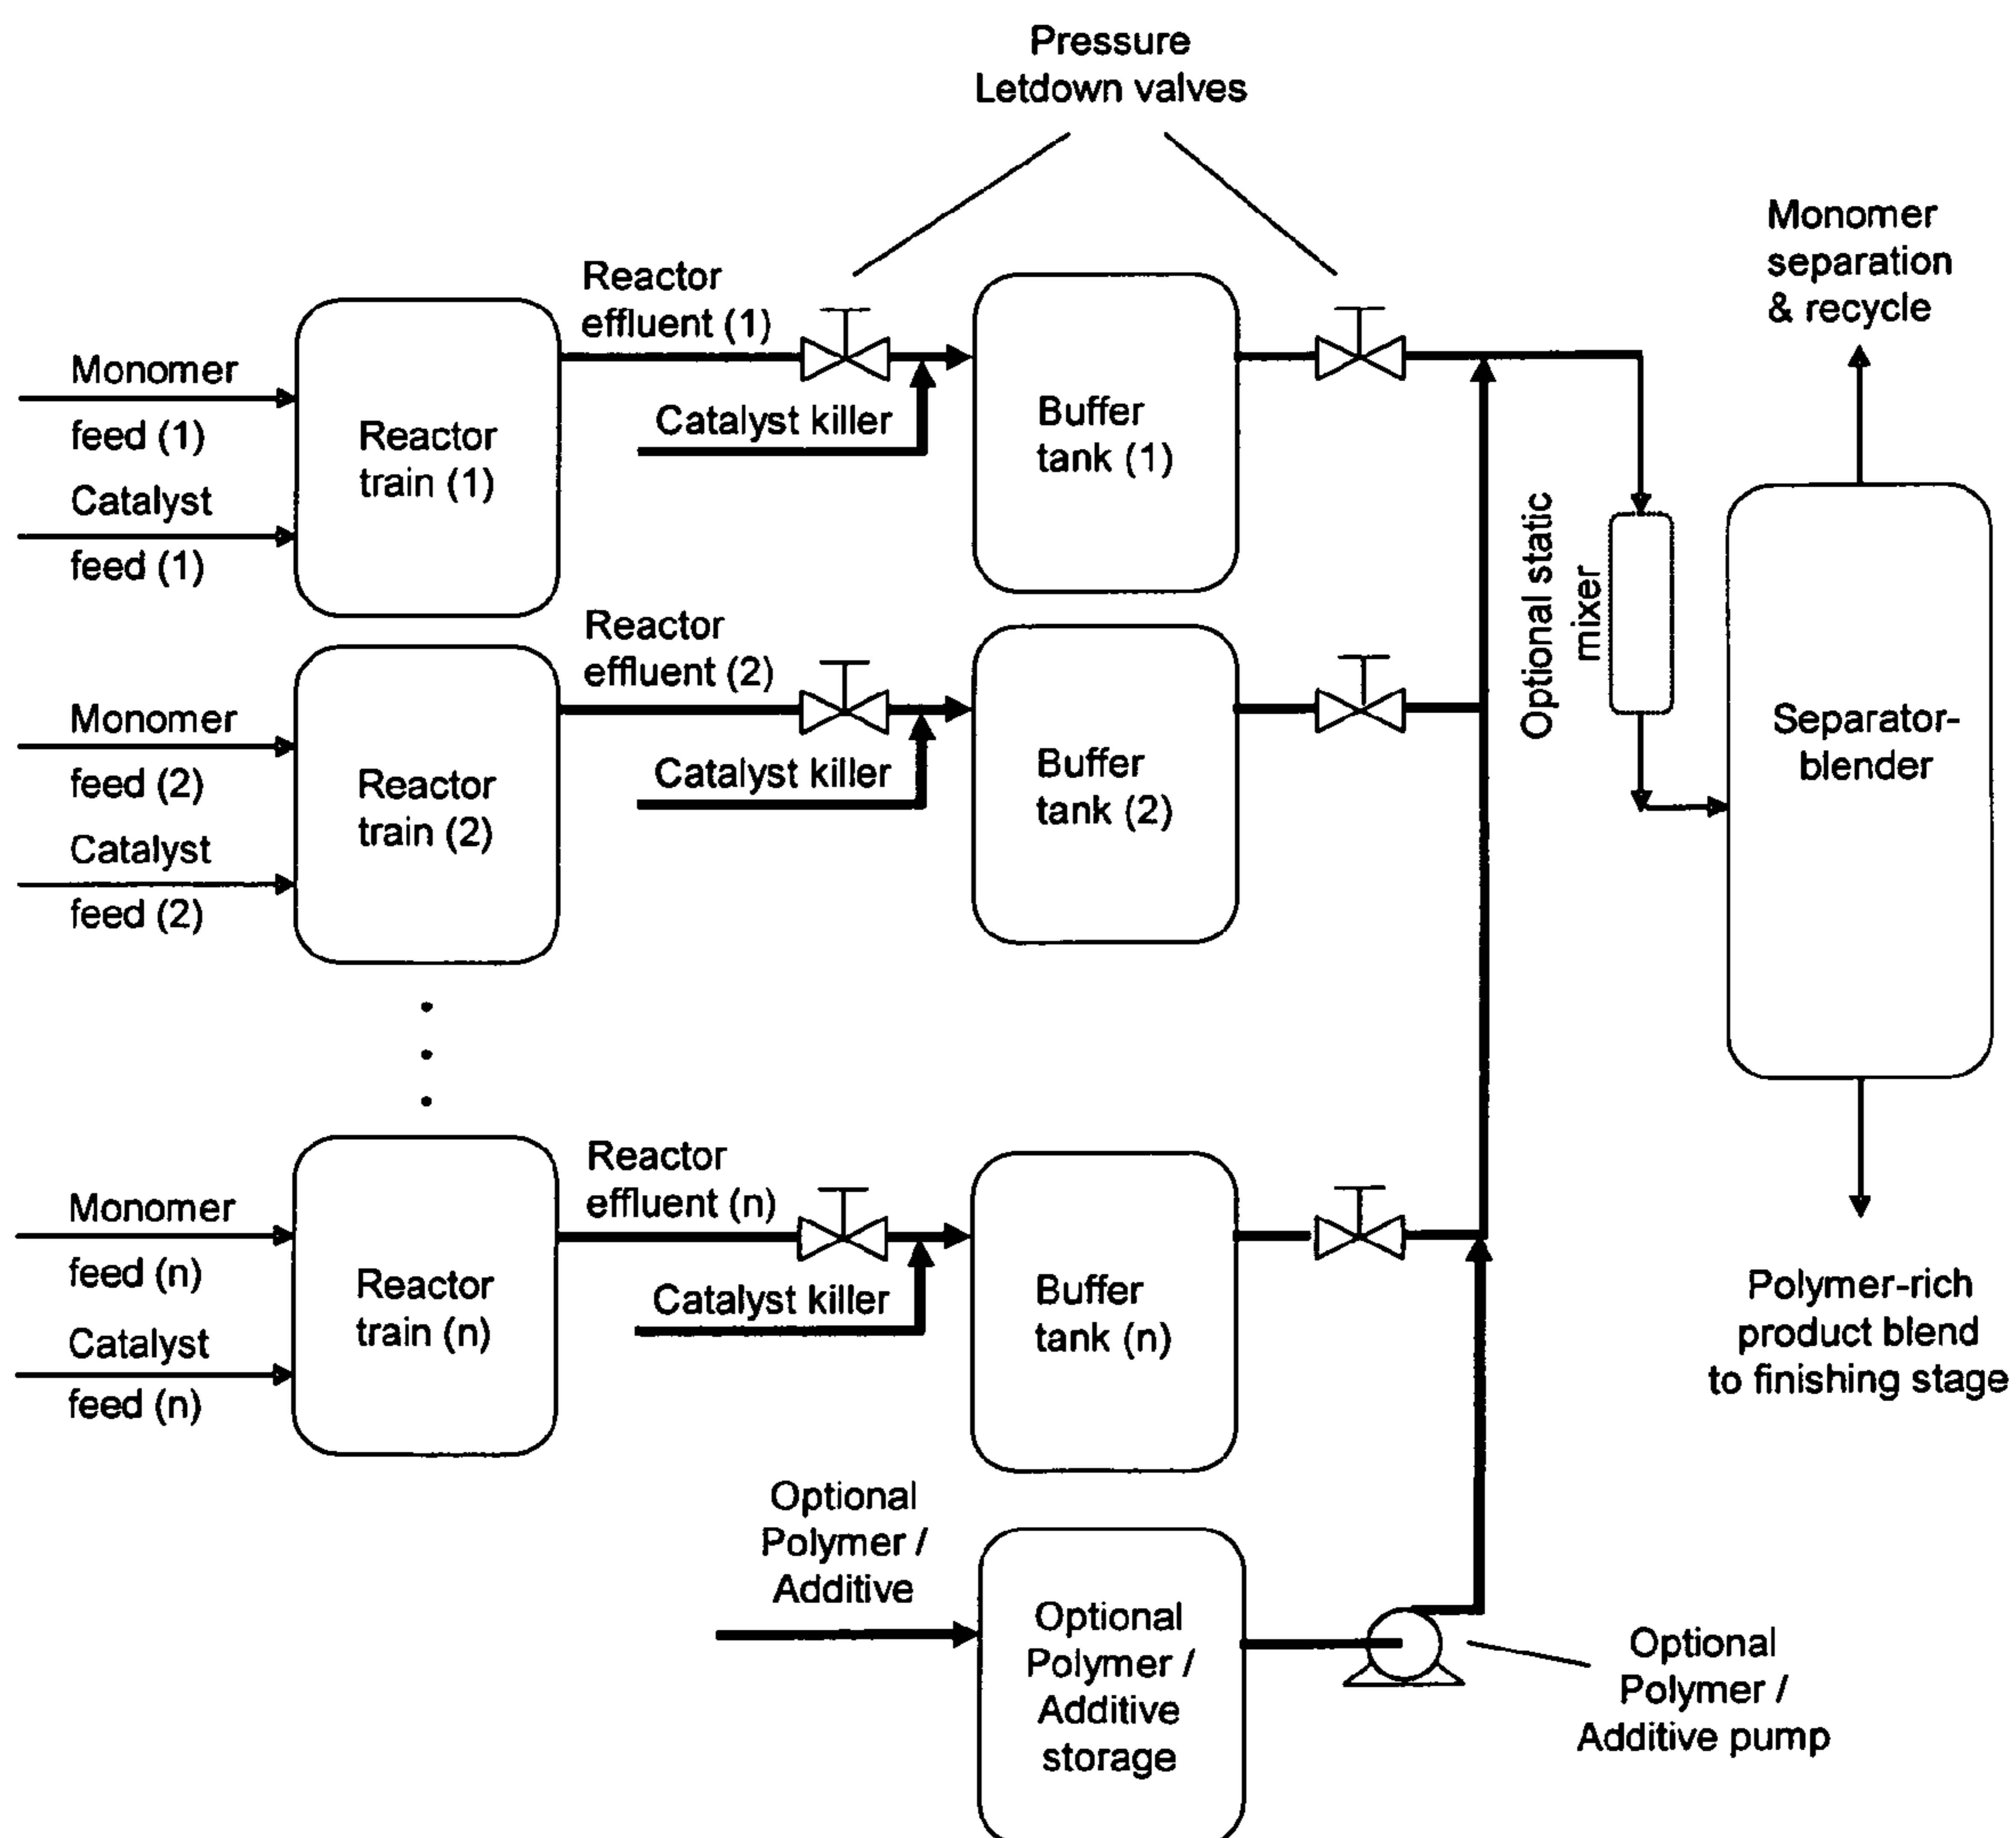 Pressure
Letdown valves
Monomer
separation
& recycle
Reactor
effluent (1)
Monomer
feed (1)
Catalyst
feed (1)
Reactor
train (1)
Catalyst killer
Buffer
tank (1)
Optional static
mixer
Separator-
blender
Reactor
effluent (2)
Monomer
feed (2)
Catalyst
feed (2)
Reactor
train (2)
Catalyst killer
Buffer
tank (2)
Reactor
effluent (n)
Monomer
feed (n)
Catalyst
feed (n)
Reactor
train (n)
Catalyst killer
Buffer
tank (n)
Polymer-rich
product blend
to finishing stage
Optional
Polymer /
Additive
Optional
Polymer /
Additive
storage
Optional
Polymer /
Additive pump